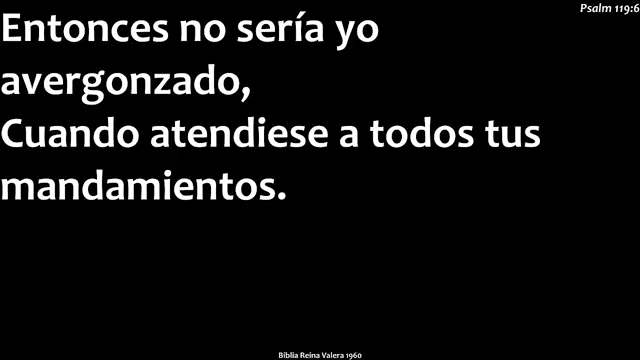 Psalm 119:6
Entonces no sería yo
avergonzado,
Cuando atendiese a todos tus
mandamientos.
Biblia Reina Valera 1960